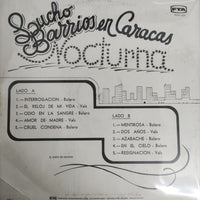 Lucho
Barrios en Caracas
Nocturna
FTA
LADO A
1.—INTERROGACION - Bolero
2.—EL RELOJ DE MI VIDA - Vals
3.—ODIO EN LA SANGRE - Bolero
4.—AMOR DE MADRE - Vals
5.—CRUEL CONDENA - Bolero
LADO B
1.—MENTIROSA - Bolero
2.—DOS AÑOS - Vals
3.—AZABACHE - Bolero
4.—EN EL CIELO - Bolero
5.—RESIGNACION - Vals